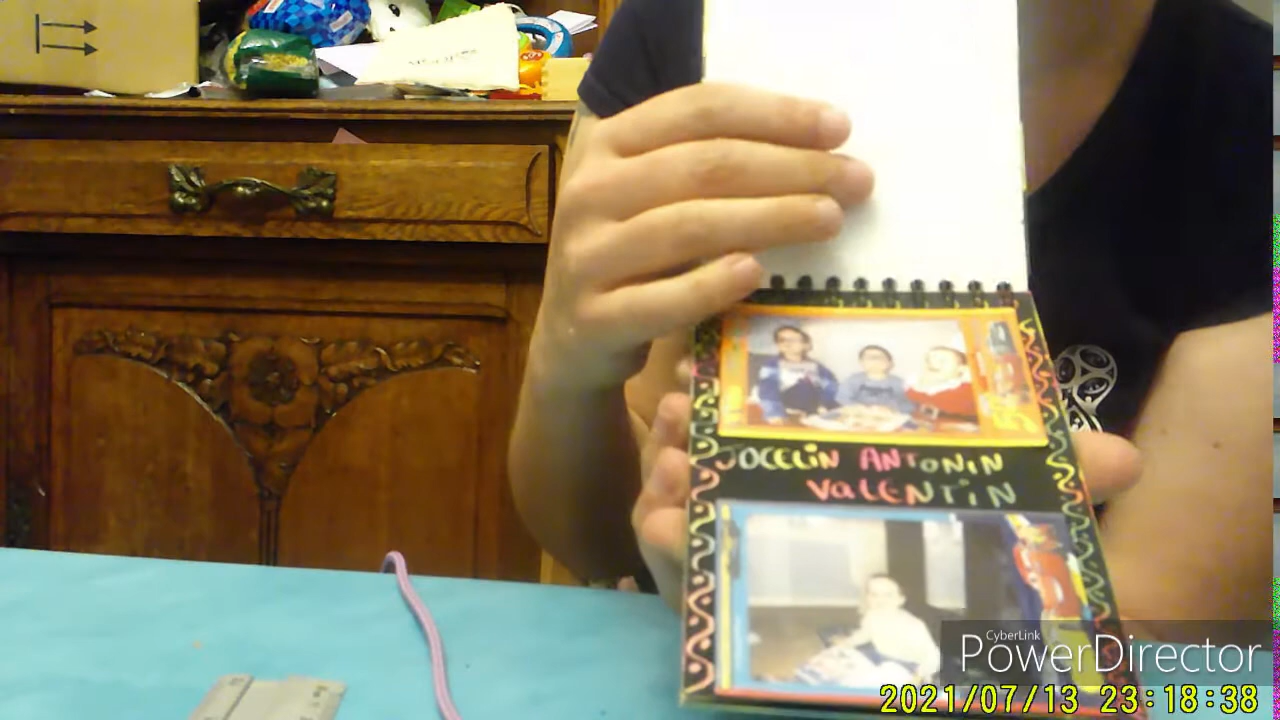 JOCELiN ANTONIN
VALENTiN
CyberLink
PowerDirector
2021/07/13 23:18:38